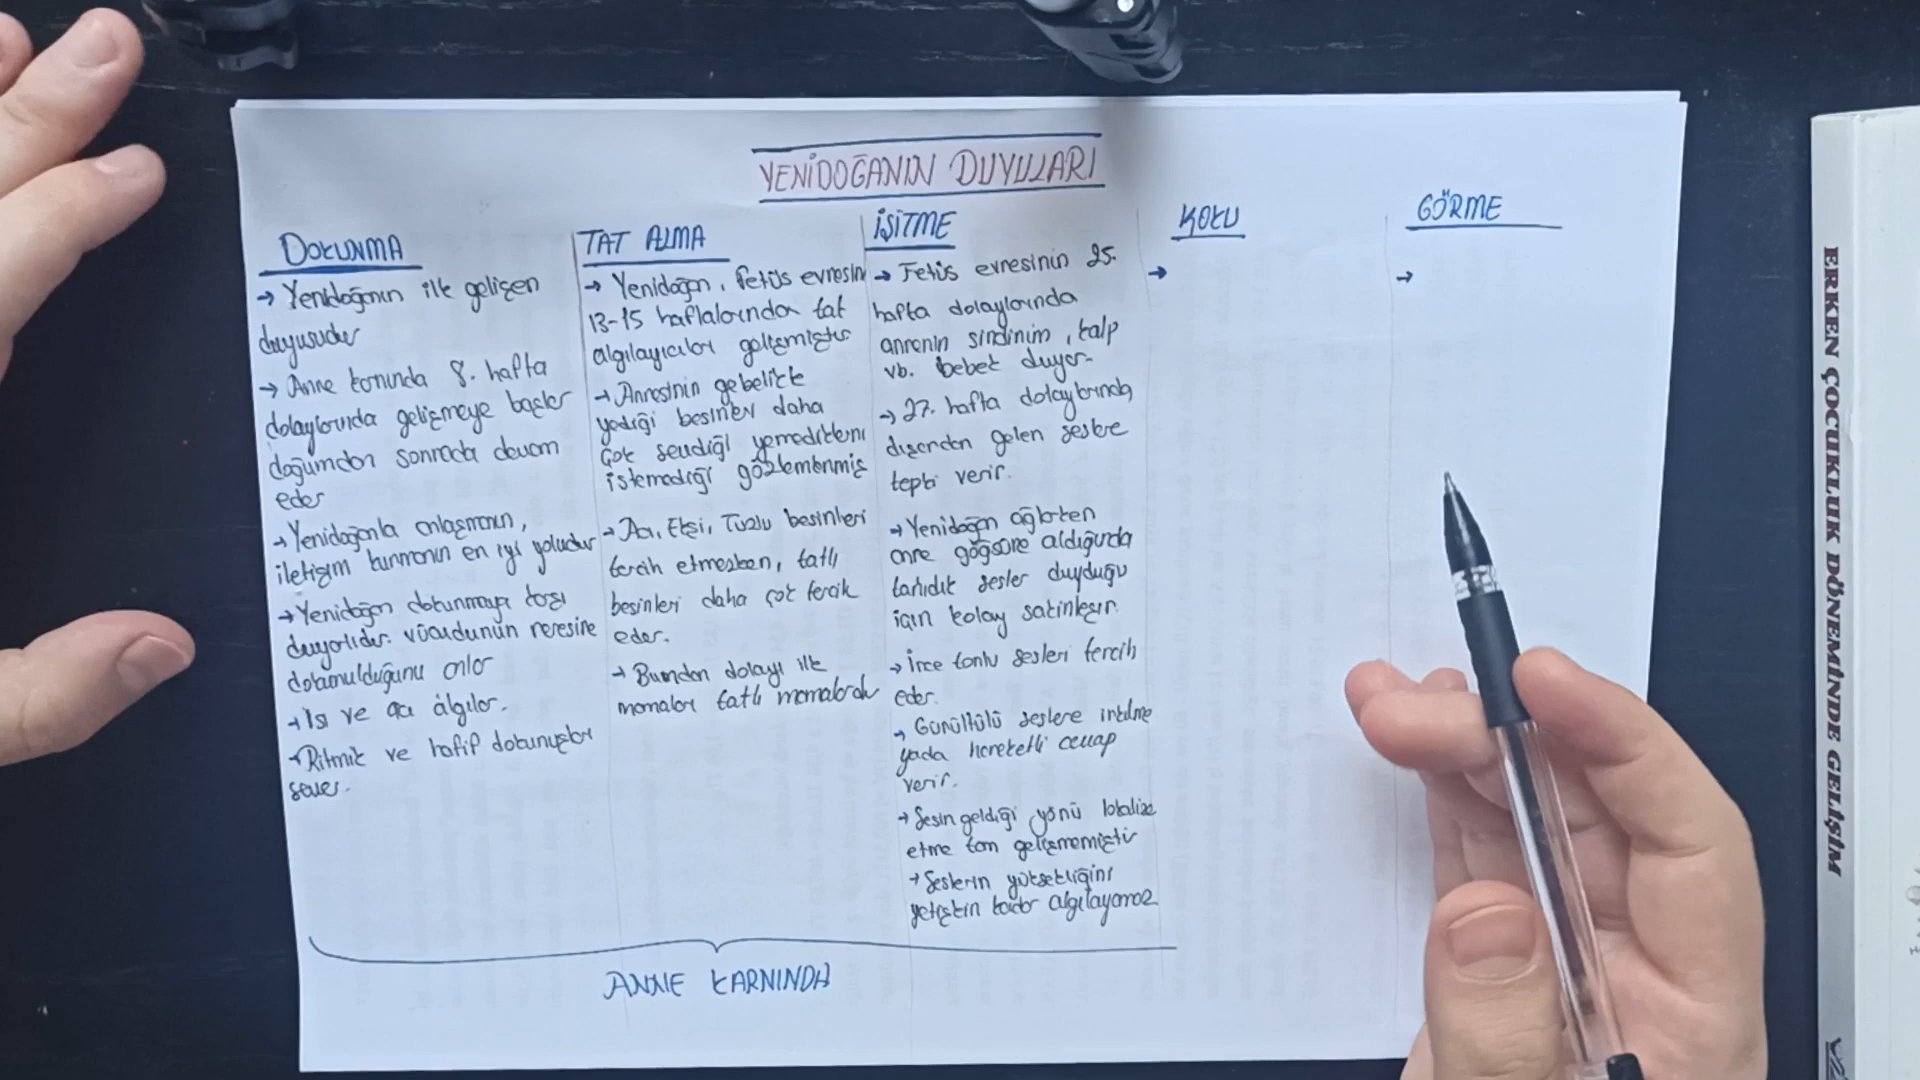 YENİDOĞANIN DUYULARI
DOKUNMA
→ Yenidoğanın ilk gelişen
duyusudur
→ Anne karnında 8. hafta
dolaylarında gelişmeye başlar
doğumdan sonrada devam
eder
→ Yenidoğanla anlaşmanın,
iletişim kurmanın en iyi yoludur
→ Yenidoğan dokunmaya karşı
duyarlıdır. vücudunun neresine
dokunulduğunu anlar
→ Isı ve acı algılar.
→ Ritmik ve hafif dokunuşları
sever.
TAT ALMA
→ Yenidoğan, Fetüs evresin
13-15 haftalarında tat
algılayıcıları gelişmiştir
→ Annesinin gebelikte
yediği besinleri daha
çok sevdiği yemediklerini
istemediği gözlemlenmiş
→ Acı, Ekşi, Tuzlu besinleri
tercih etmezken, tatlı
besinleri daha çok tercih
eder.
→ Bundan dolayı ilk
mamaları tatlı mamalardır
İŞİTME
→ Fetüs evresinin 25.
hafta dolaylarında
annenin sindirim, kalp
vb. bebek duyar
→ 27. hafta dolaylarında
dışarıdan gelen seslere
tepki verir.
→ Yenidoğan ağlarken
anne göğsüne aldığında
tanıdık sesler duyduğu
için kolay sakinleşir.
→ İnce tonlu sesleri tercih
eder.
→ Gürültülü seslere irkilme
yada hareketli cevap
verir.
→ Sesin geldiği yönü lokalize
etme tam gelişmemiştir
→ Seslerin yüksekliğini
yetişkin kadar algılayamaz
KOKU
→
GÖRME
→
ANNE KARNINDA
ERKEN ÇOCUKLUK DÖNEMİNDE GELİŞİM